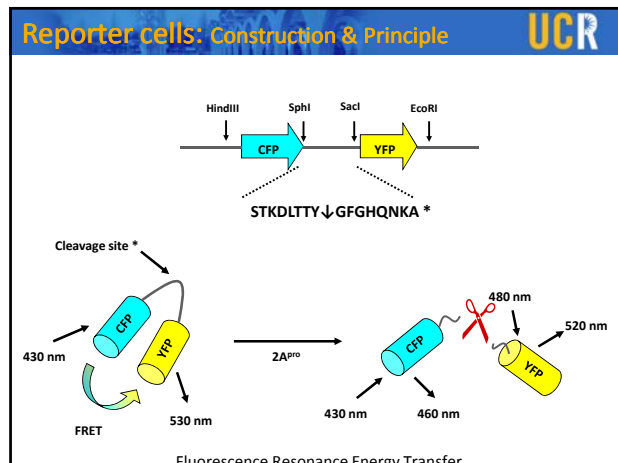 Reporter cells: Construction & Principle
UCR
HindIII
SphI
SacI
EcoRI
CFP
YFP
STKDLTTY↓GFGHQNKA *
Cleavage site *
CFP
YFP
430 nm
FRET
530 nm
2Apro
CFP
430 nm
460 nm
480 nm
520 nm
YFP
Fluorescence Resonance Energy Transfer